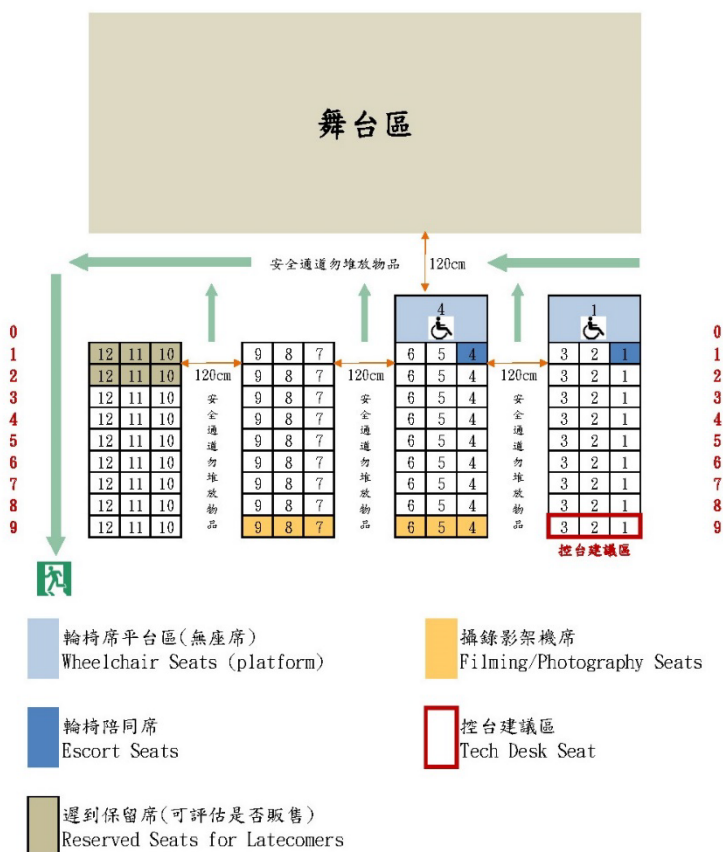 舞台區
安全通道勿堆放物品 120cm
4 1
0 0
1 12 11 10 9 8 7 6 5 4 3 2 1 1
2 12 11 10 120cm 9 8 7 120cm 6 5 4 120cm 3 2 1 2
3 12 11 10 9 8 7 6 5 4 3 2 1 3
4 12 11 10 9 8 7 6 5 4 3 2 1 4
5 12 11 10 9 8 7 6 5 4 3 2 1 5
6 12 11 10 9 8 7 6 5 4 3 2 1 6
7 12 11 10 9 8 7 6 5 4 3 2 1 7
8 12 11 10 9 8 7 6 5 4 3 2 1 8
9 12 11 10 9 8 7 6 5 4 3 2 1 9
安全通道勿堆放物品
安全通道勿堆放物品
安全通道勿堆放物品
控台建議區
輪椅席平台區(無座席)
Wheelchair Seats (platform)
攝錄影架機席
Filming/Photography Seats
輪椅陪同席
Escort Seats
控台建議區
Tech Desk Seat
遲到保留席(可評估是否販售)
Reserved Seats for Latecomers